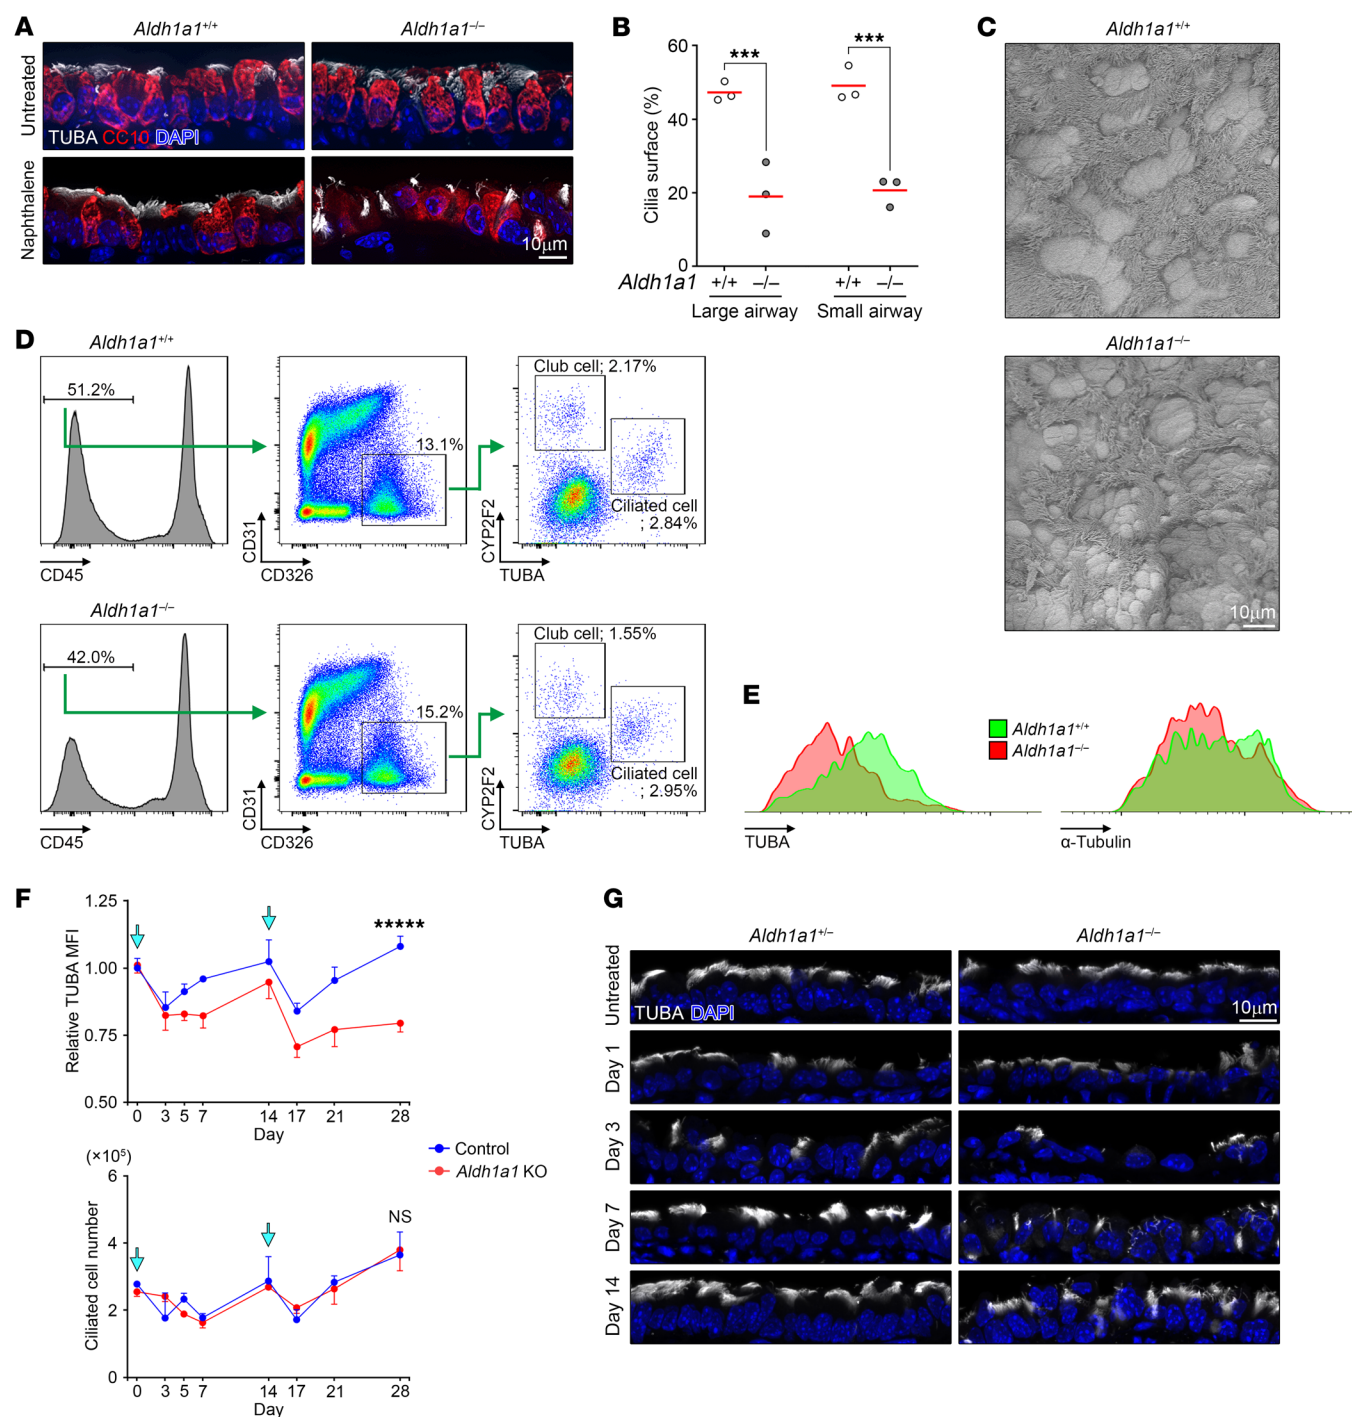 A
Aldh1a1+/+
Aldh1a1–/–
Untreated
TUBA CC10 DAPI
Naphthalene
10μm
B
Cilia surface (%)
60
40
20
0
***
***
Aldh1a1
+/+
–/–
+/+
–/–
Large airway
Small airway
C
Aldh1a1+/+
Aldh1a1–/–
10μm
D
Aldh1a1+/+
51.2%
CD45
13.1%
CD31
CD326
Club cell; 2.17%
Ciliated cell
; 2.84%
CYP2F2
TUBA
Aldh1a1–/–
42.0%
CD45
15.2%
CD31
CD326
Club cell; 1.55%
Ciliated cell
; 2.95%
CYP2F2
TUBA
E
Aldh1a1+/+
Aldh1a1–/–
TUBA
α-Tubulin
F
Relative TUBA MFI
1.25
1.00
0.75
0.50
*****
0 3 5 7 14 17 21 28
Day
Control
Aldh1a1 KO
(×10⁵)
Ciliated cell number
6
4
2
0
NS
0 3 5 7 14 17 21 28
Day
G
Aldh1a1+/–
Aldh1a1–/–
Untreated
TUBA DAPI
10μm
Day 1
Day 3
Day 7
Day 14